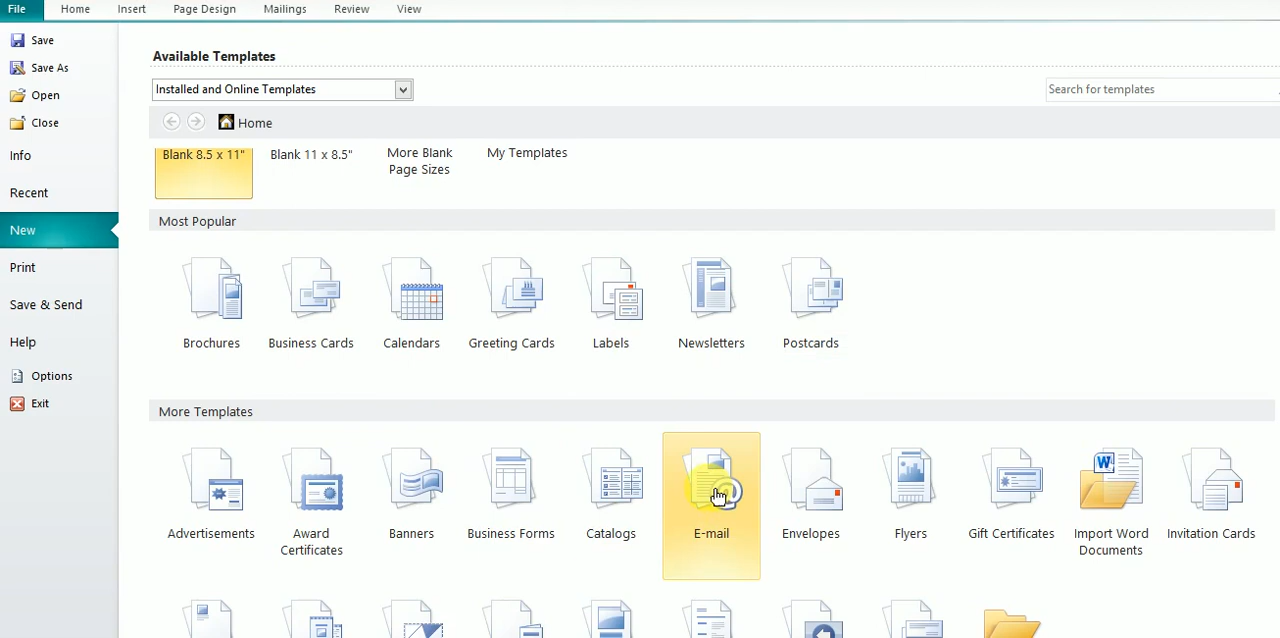 File Home Insert Page Design Mailings Review View
Save
Save As
Open
Close
Info
Recent
New
Print
Save & Send
Help
Options
Exit
Available Templates
Installed and Online Templates
Search for templates
Home
Blank 8.5 x 11" Blank 11 x 8.5" More Blank My Templates
Page Sizes
Most Popular
Brochures Business Cards Calendars Greeting Cards Labels Newsletters Postcards
More Templates
Advertisements Award Banners Business Forms Catalogs E-mail Envelopes Flyers Gift Certificates Import Word Invitation Cards
Certificates Documents